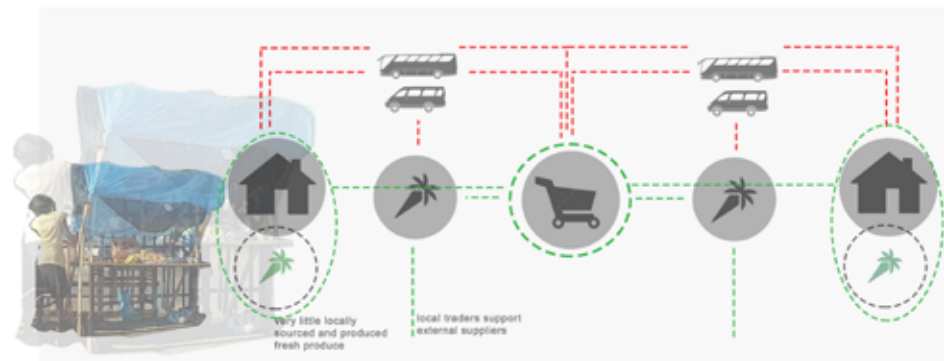 Very little locally
sourced and produced
fresh produce
local traders support
external suppliers